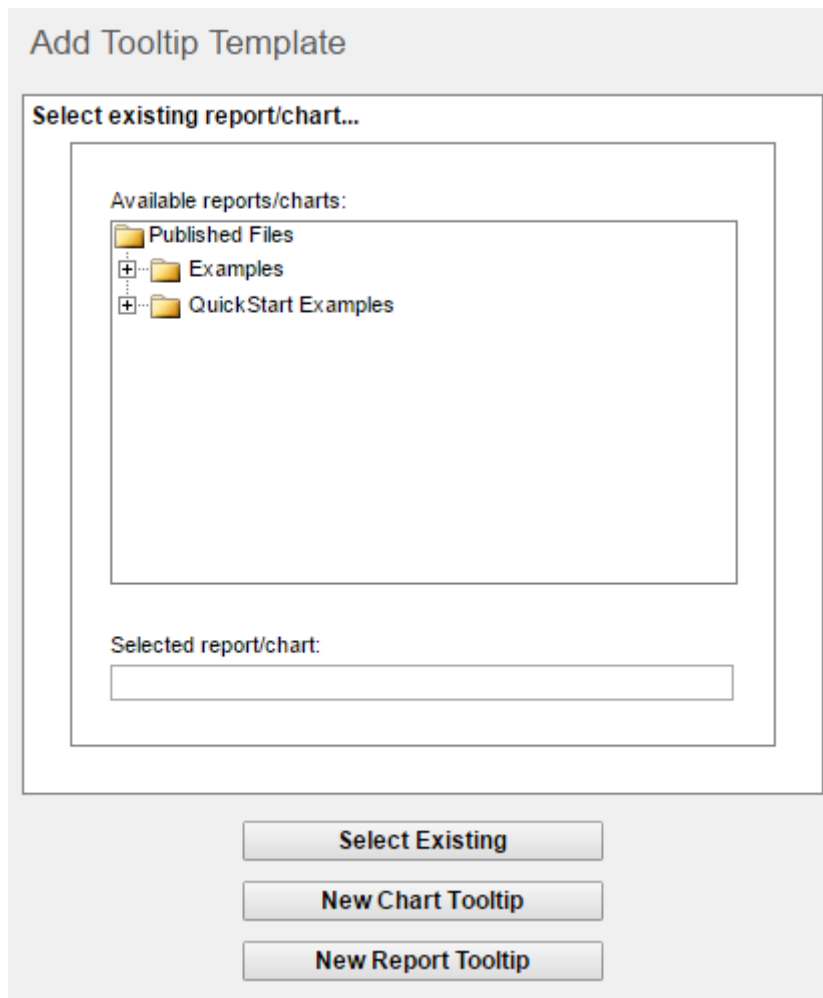 Add Tooltip Template
Select existing report/chart...
Available reports/charts:
Published Files
Examples
QuickStart Examples
Selected report/chart:
Select Existing
New Chart Tooltip
New Report Tooltip